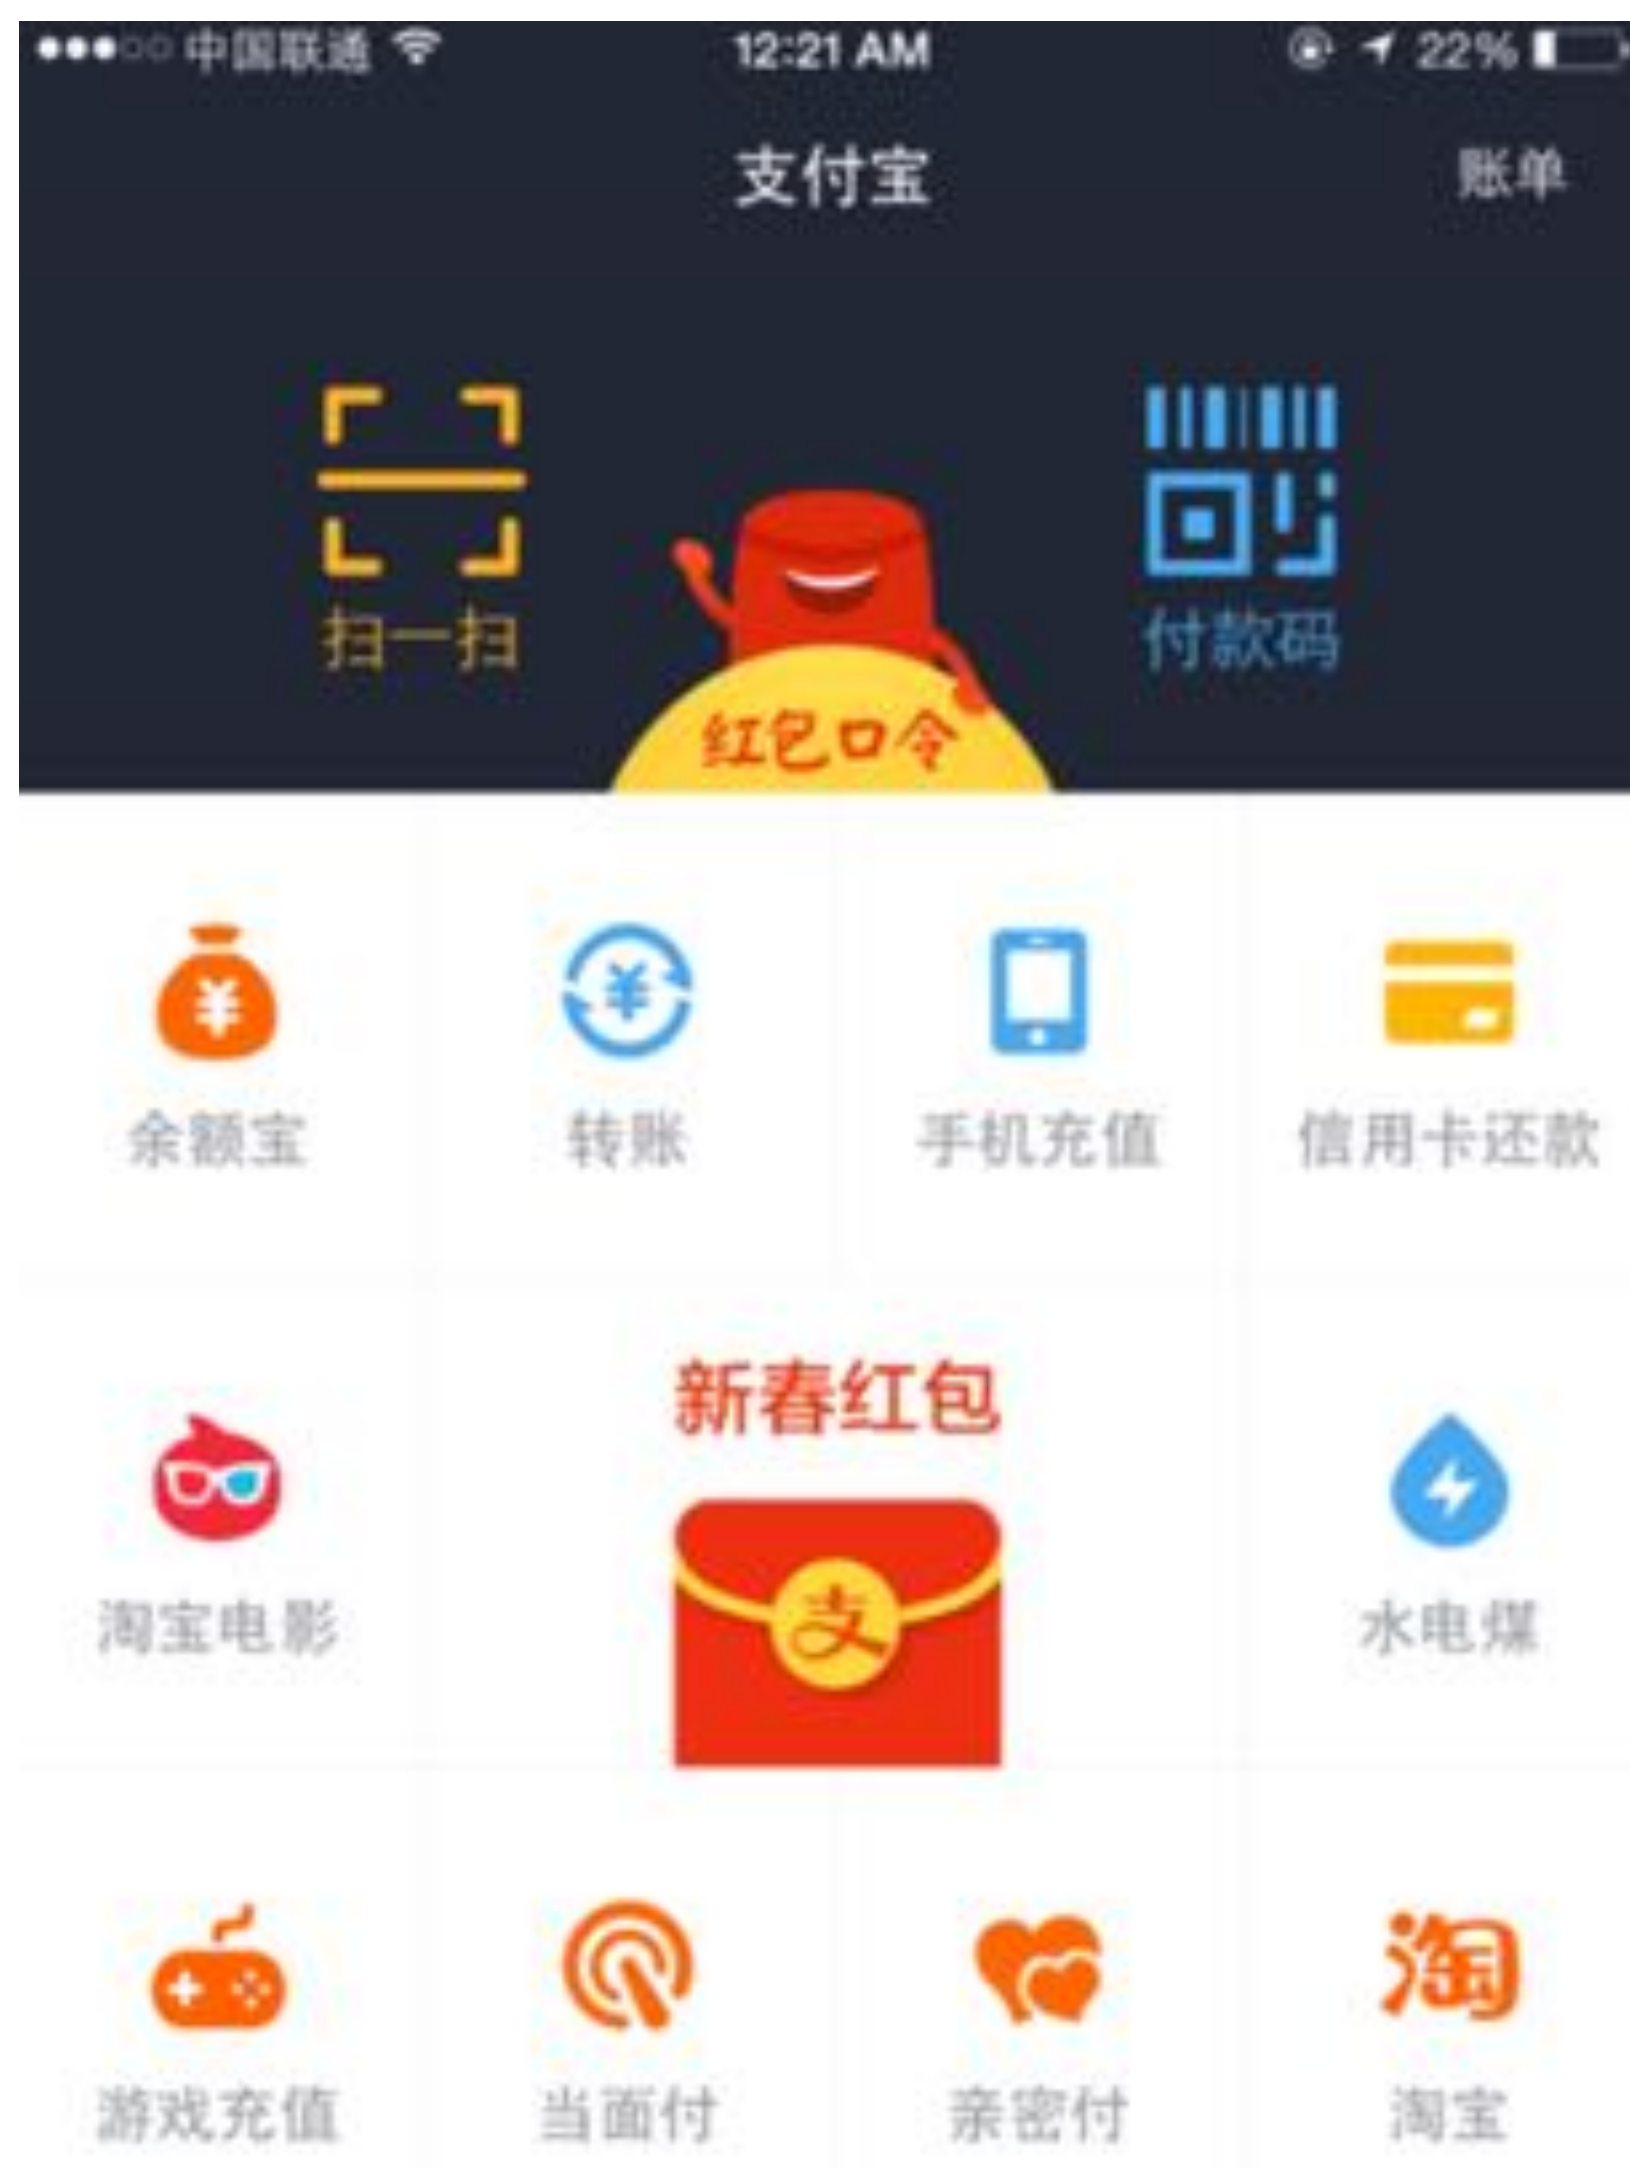 中国联通 12:21 AM 22%
支付宝 账单
扫一扫 付款码
红包口令
¥ ¥
余额宝 转账 手机充值 信用卡还款
新春红包
支
淘宝电影 水电煤
淘
游戏充值 当面付 亲密付 淘宝